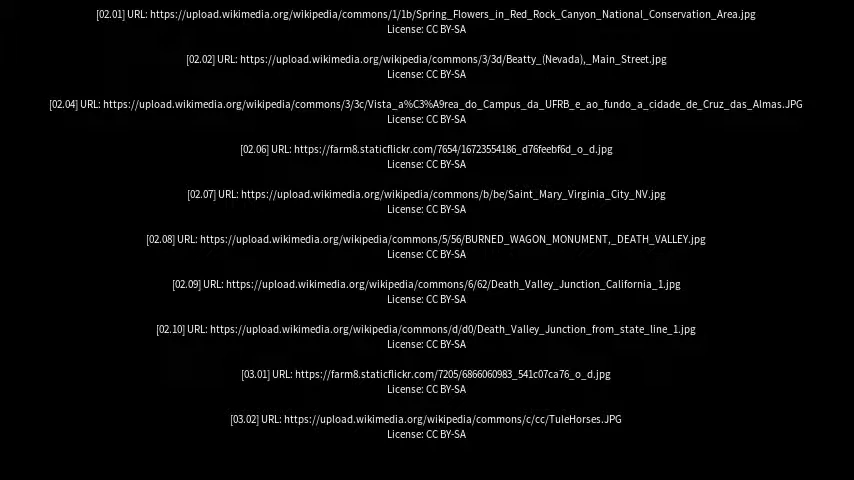 [02.01] URL: https://upload.wikimedia.org/wikipedia/commons/1/1b/Spring_Flowers_in_Red_Rock_Canyon_National_Conservation_Area.jpg
License: CC BY-SA
[02.02] URL: https://upload.wikimedia.org/wikipedia/commons/3/3d/Beatty_(Nevada),_Main_Street.jpg
License: CC BY-SA
[02.04] URL: https://upload.wikimedia.org/wikipedia/commons/3/3c/Vista_a%C3%A9rea_do_Campus_da_UFRB_e_ao_fundo_a_cidade_de_Cruz_das_Almas.JPG
License: CC BY-SA
[02.06] URL: https://farm8.staticflickr.com/7654/16723554186_d76feebf6d_o_d.jpg
License: CC BY-SA
[02.07] URL: https://upload.wikimedia.org/wikipedia/commons/b/be/Saint_Mary_Virginia_City_NV.jpg
License: CC BY-SA
[02.08] URL: https://upload.wikimedia.org/wikipedia/commons/5/56/BURNED_WAGON_MONUMENT,_DEATH_VALLEY.jpg
License: CC BY-SA
[02.09] URL: https://upload.wikimedia.org/wikipedia/commons/6/62/Death_Valley_Junction_California_1.jpg
License: CC BY-SA
[02.10] URL: https://upload.wikimedia.org/wikipedia/commons/d/d0/Death_Valley_Junction_from_state_line_1.jpg
License: CC BY-SA
[03.01] URL: https://farm8.staticflickr.com/7205/6866060983_541c07ca76_o_d.jpg
License: CC BY-SA
[03.02] URL: https://upload.wikimedia.org/wikipedia/commons/c/cc/TuleHorses.JPG
License: CC BY-SA